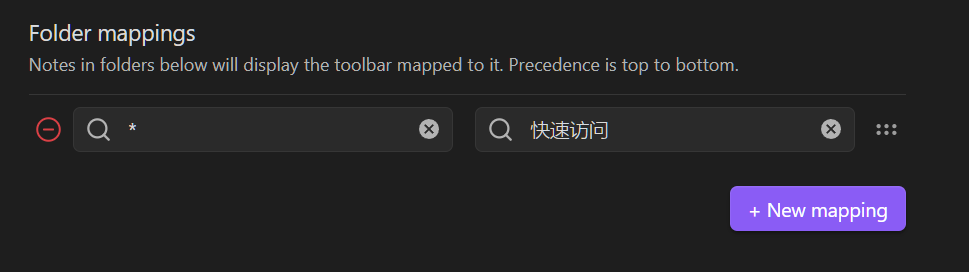 Folder mappings
Notes in folders below will display the toolbar mapped to it. Precedence is top to bottom.
* 快速访问
+ New mapping